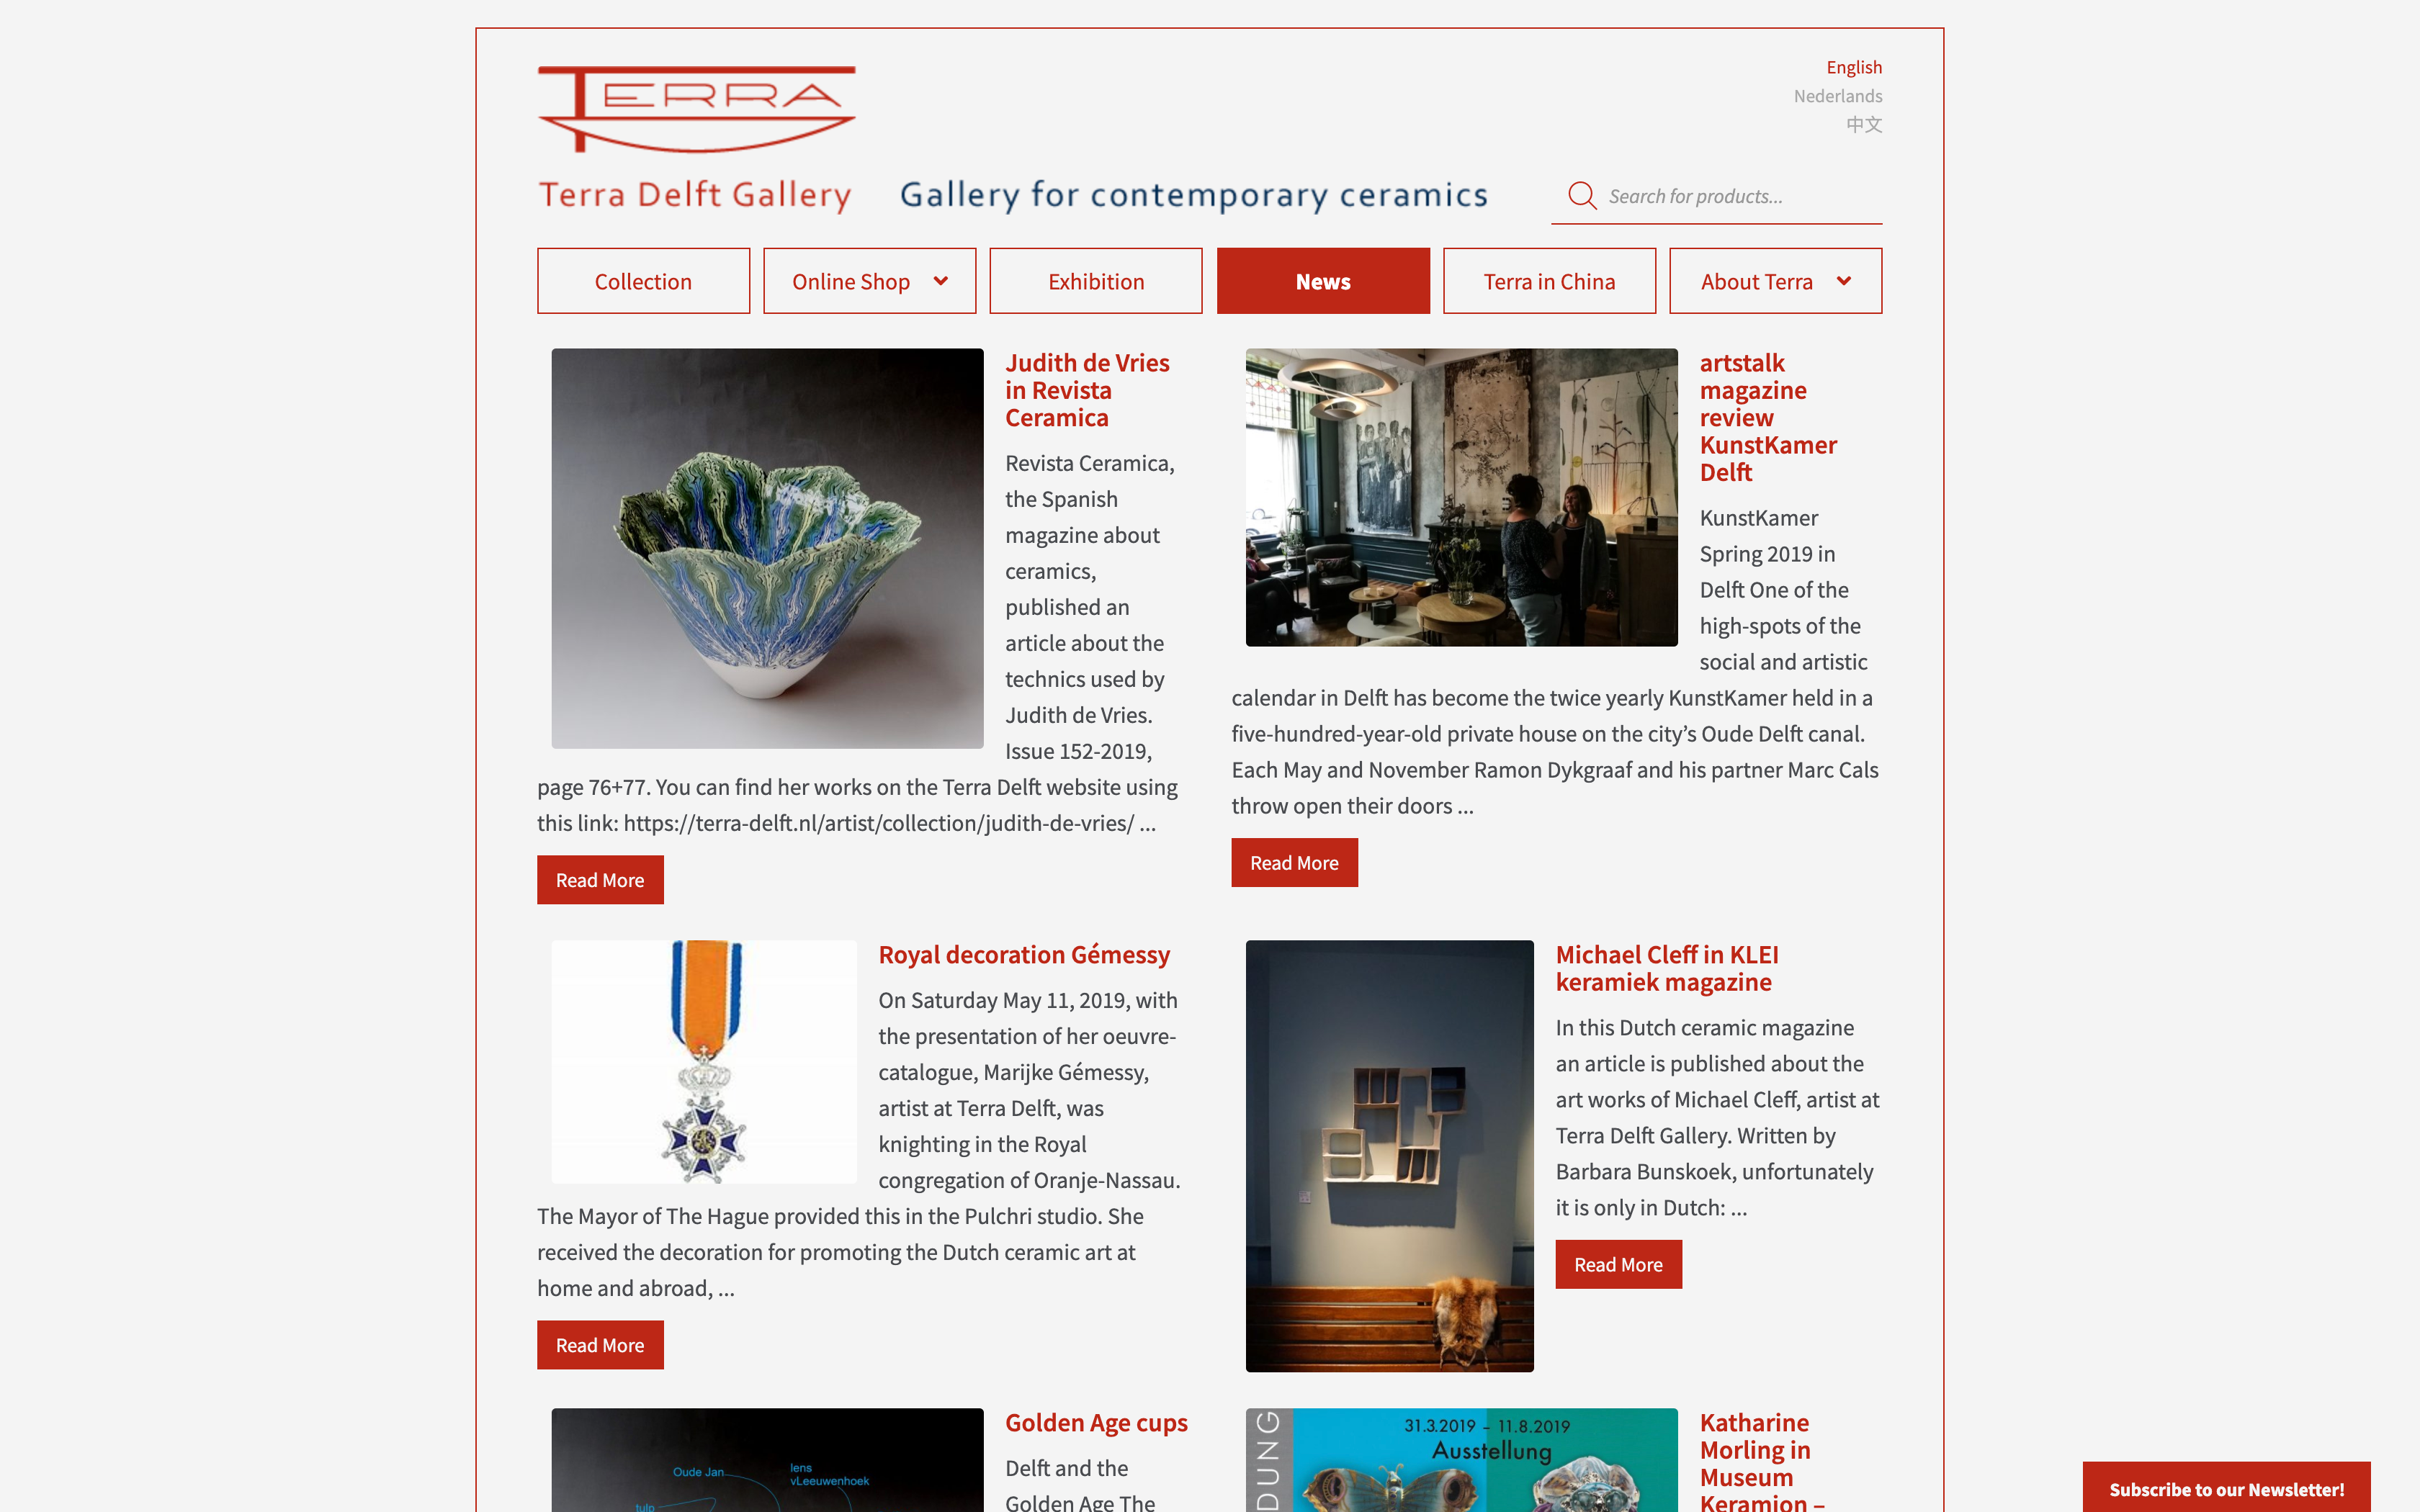 TERRA
Terra Delft Gallery
Gallery for contemporary ceramics
English
Nederlands
中文
Search for products...
Collection
Online Shop
Exhibition
News
Terra in China
About Terra
Judith de Vries
in Revista
Ceramica
Revista Ceramica,
the Spanish
magazine about
ceramics,
published an
article about the
technics used by
Judith de Vries.
Issue 152-2019,
page 76+77. You can find her works on the Terra Delft website using
this link: https://terra-delft.nl/artist/collection/judith-de-vries/ ...
Read More
artstalk
magazine
review
KunstKamer
Delft
KunstKamer
Spring 2019 in
Delft One of the
high-spots of the
social and artistic
calendar in Delft has become the twice yearly KunstKamer held in a
five-hundred-year-old private house on the city’s Oude Delft canal.
Each May and November Ramon Dykgraaf and his partner Marc Cals
throw open their doors ...
Read More
Royal decoration Gémessy
On Saturday May 11, 2019, with
the presentation of her oeuvre-
catalogue, Marijke Gémessy,
artist at Terra Delft, was
knighting in the Royal
congregation of Oranje-Nassau.
The Mayor of The Hague provided this in the Pulchri studio. She
received the decoration for promoting the Dutch ceramic art at
home and abroad, ...
Read More
Michael Cleff in KLEI
keramiek magazine
In this Dutch ceramic magazine
an article is published about the
art works of Michael Cleff, artist at
Terra Delft Gallery. Written by
Barbara Bunskoek, unfortunately
it is only in Dutch: ...
Read More
Oude Jan
lens
vLeeuwenhoek
tulp
Golden Age cups
Delft and the
Golden Age The
DUNG
31.3.2019 – 11.8.2019
Ausstellung
Katharine
Morling in
Museum
Keramion –
Subscribe to our Newsletter!